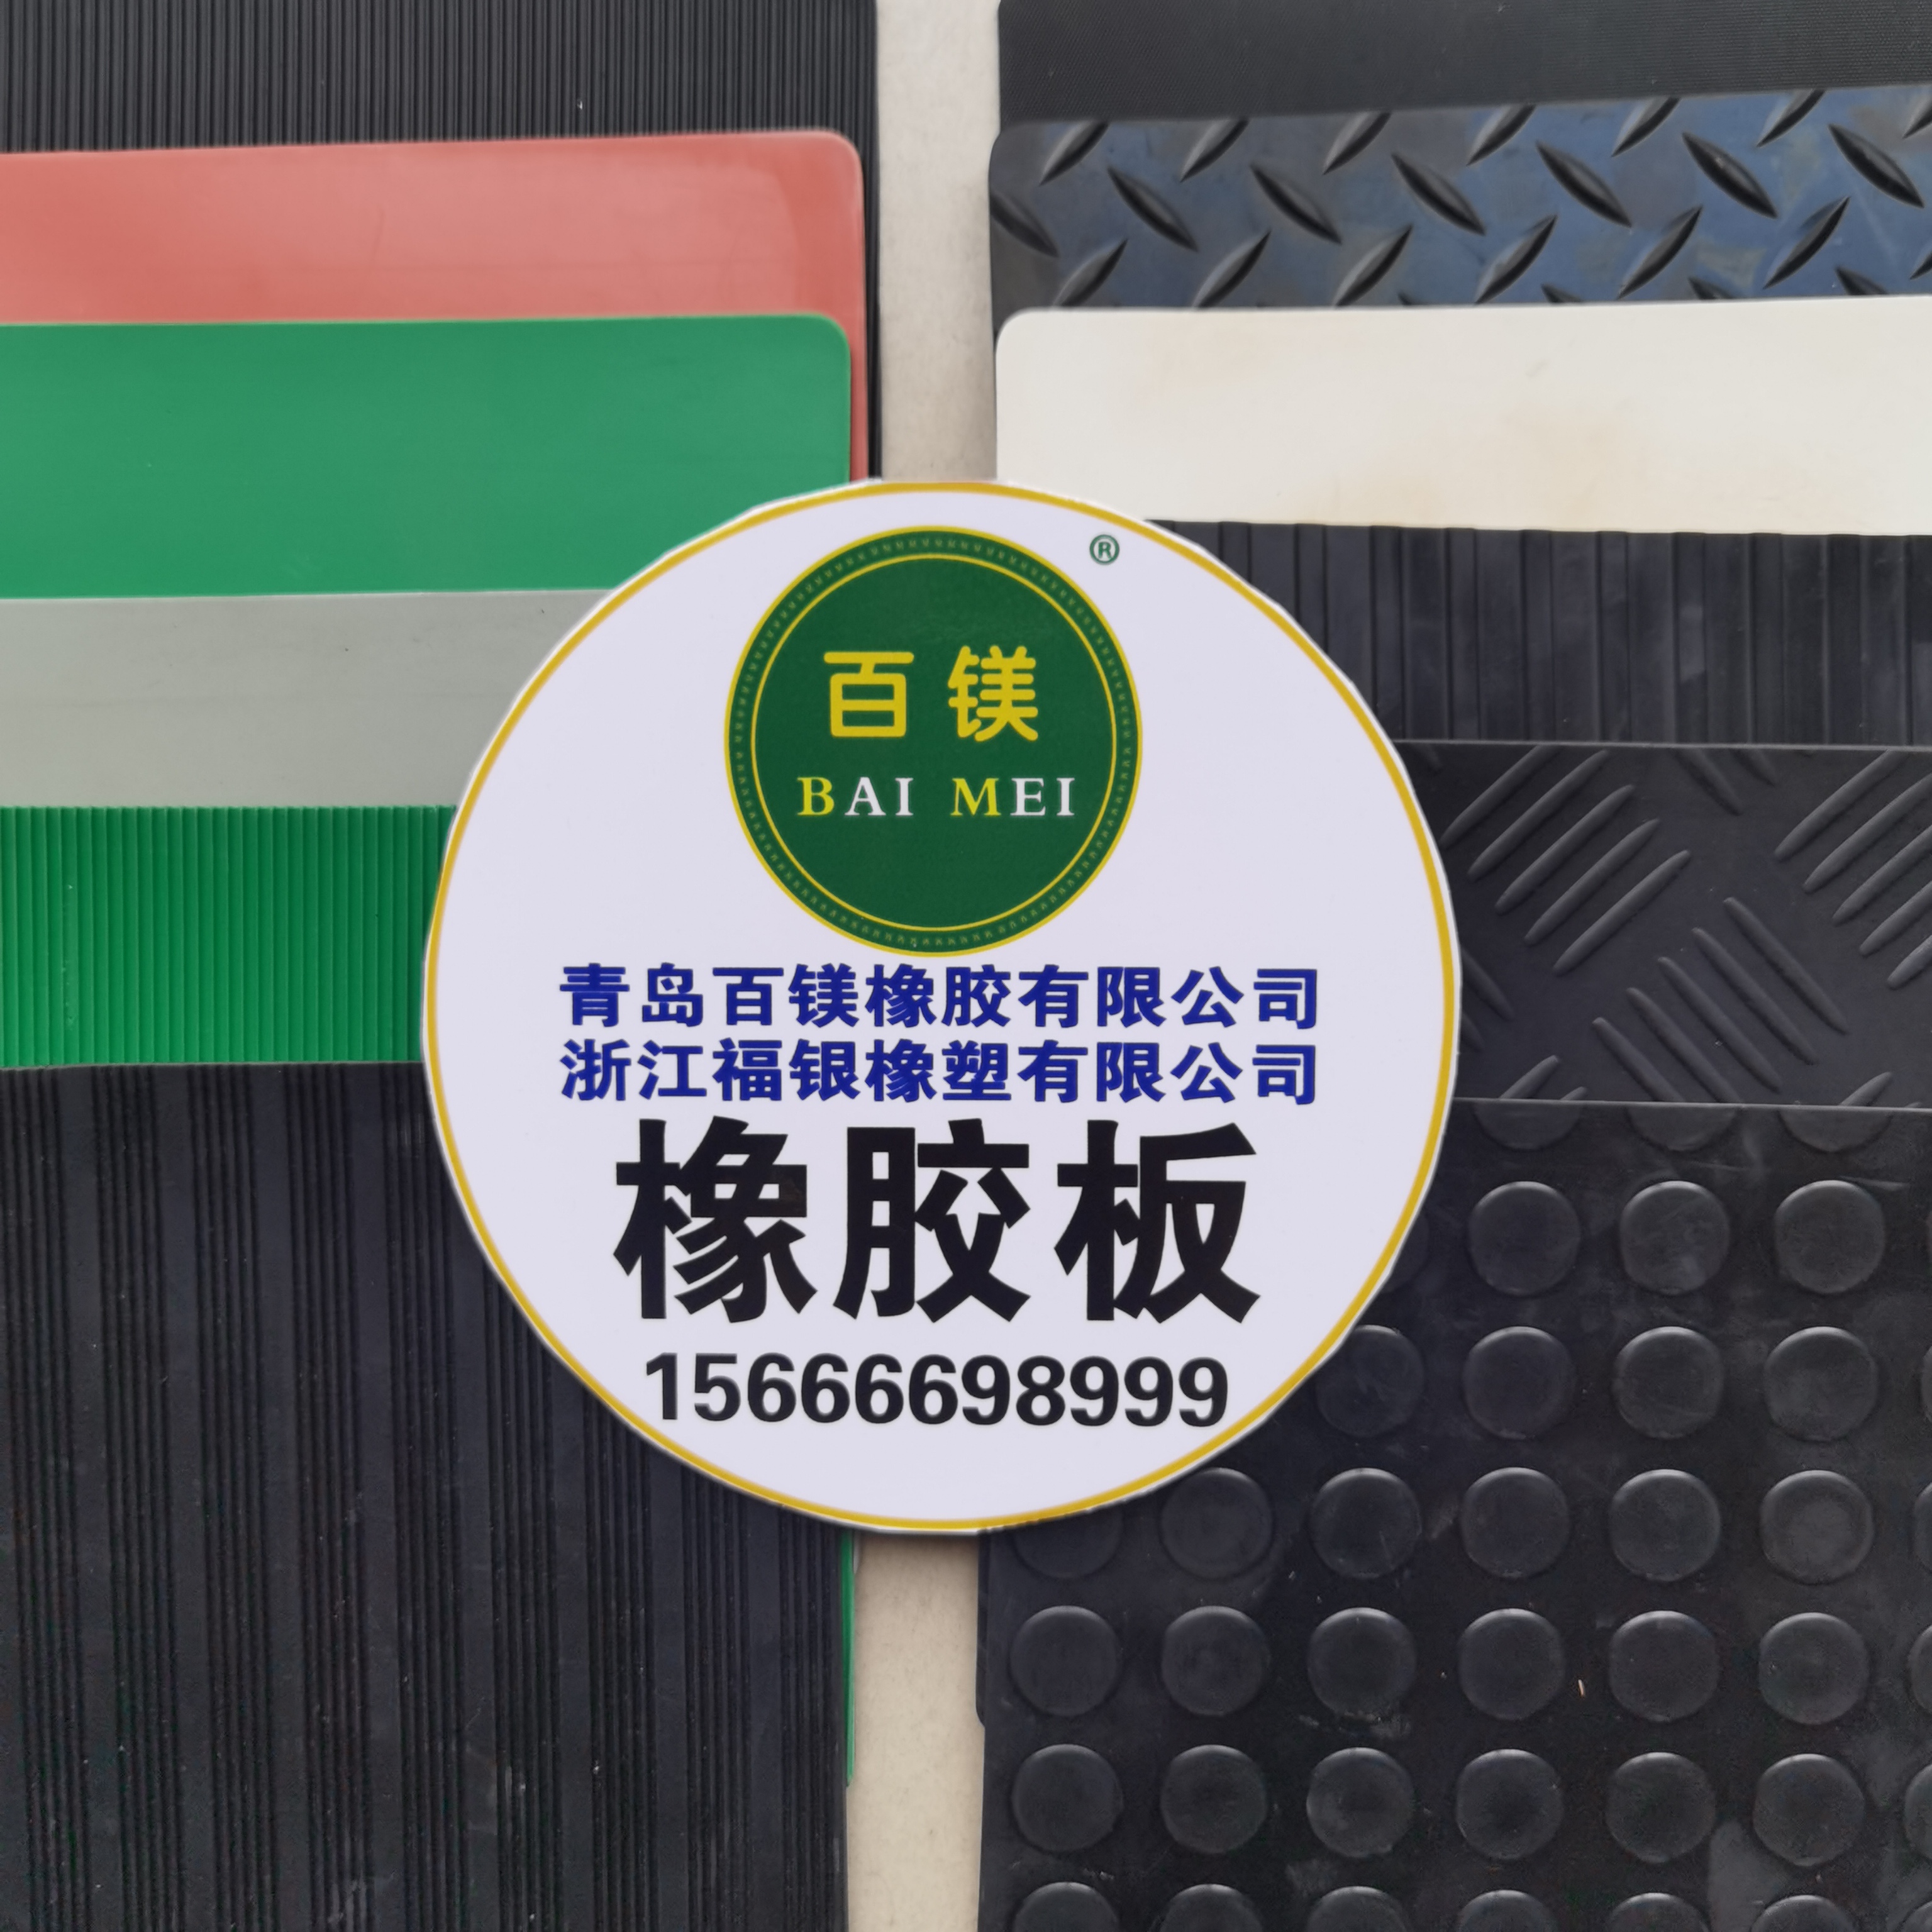 ®
百镁
BAI MEI
青岛百镁橡胶有限公司
浙江福银橡塑有限公司
橡胶板
15666698999